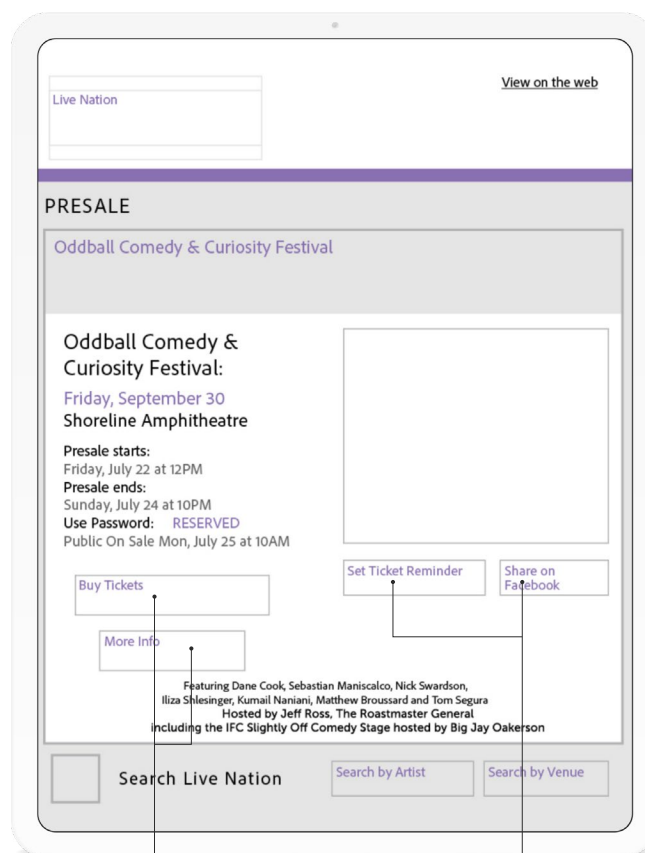 Live Nation
View on the web
PRESALE
Oddball Comedy & Curiosity Festival
Oddball Comedy &
Curiosity Festival:
Friday, September 30
Shoreline Amphitheatre
Presale starts:
Friday, July 22 at 12PM
Presale ends:
Sunday, July 24 at 10PM
Use Password: RESERVED
Public On Sale Mon, July 25 at 10AM
Buy Tickets
More Info
Set Ticket Reminder
Share on
Facebook
Featuring Dane Cook, Sebastian Maniscalco, Nick Swardson,
Iliza Shlesinger, Kumail Naniani, Matthew Broussard and Tom Segura
Hosted by Jeff Ross, The Roastmaster General
including the IFC Slightly Off Comedy Stage hosted by Big Jay Oakerson
Search Live Nation
Search by Artist
Search by Venue